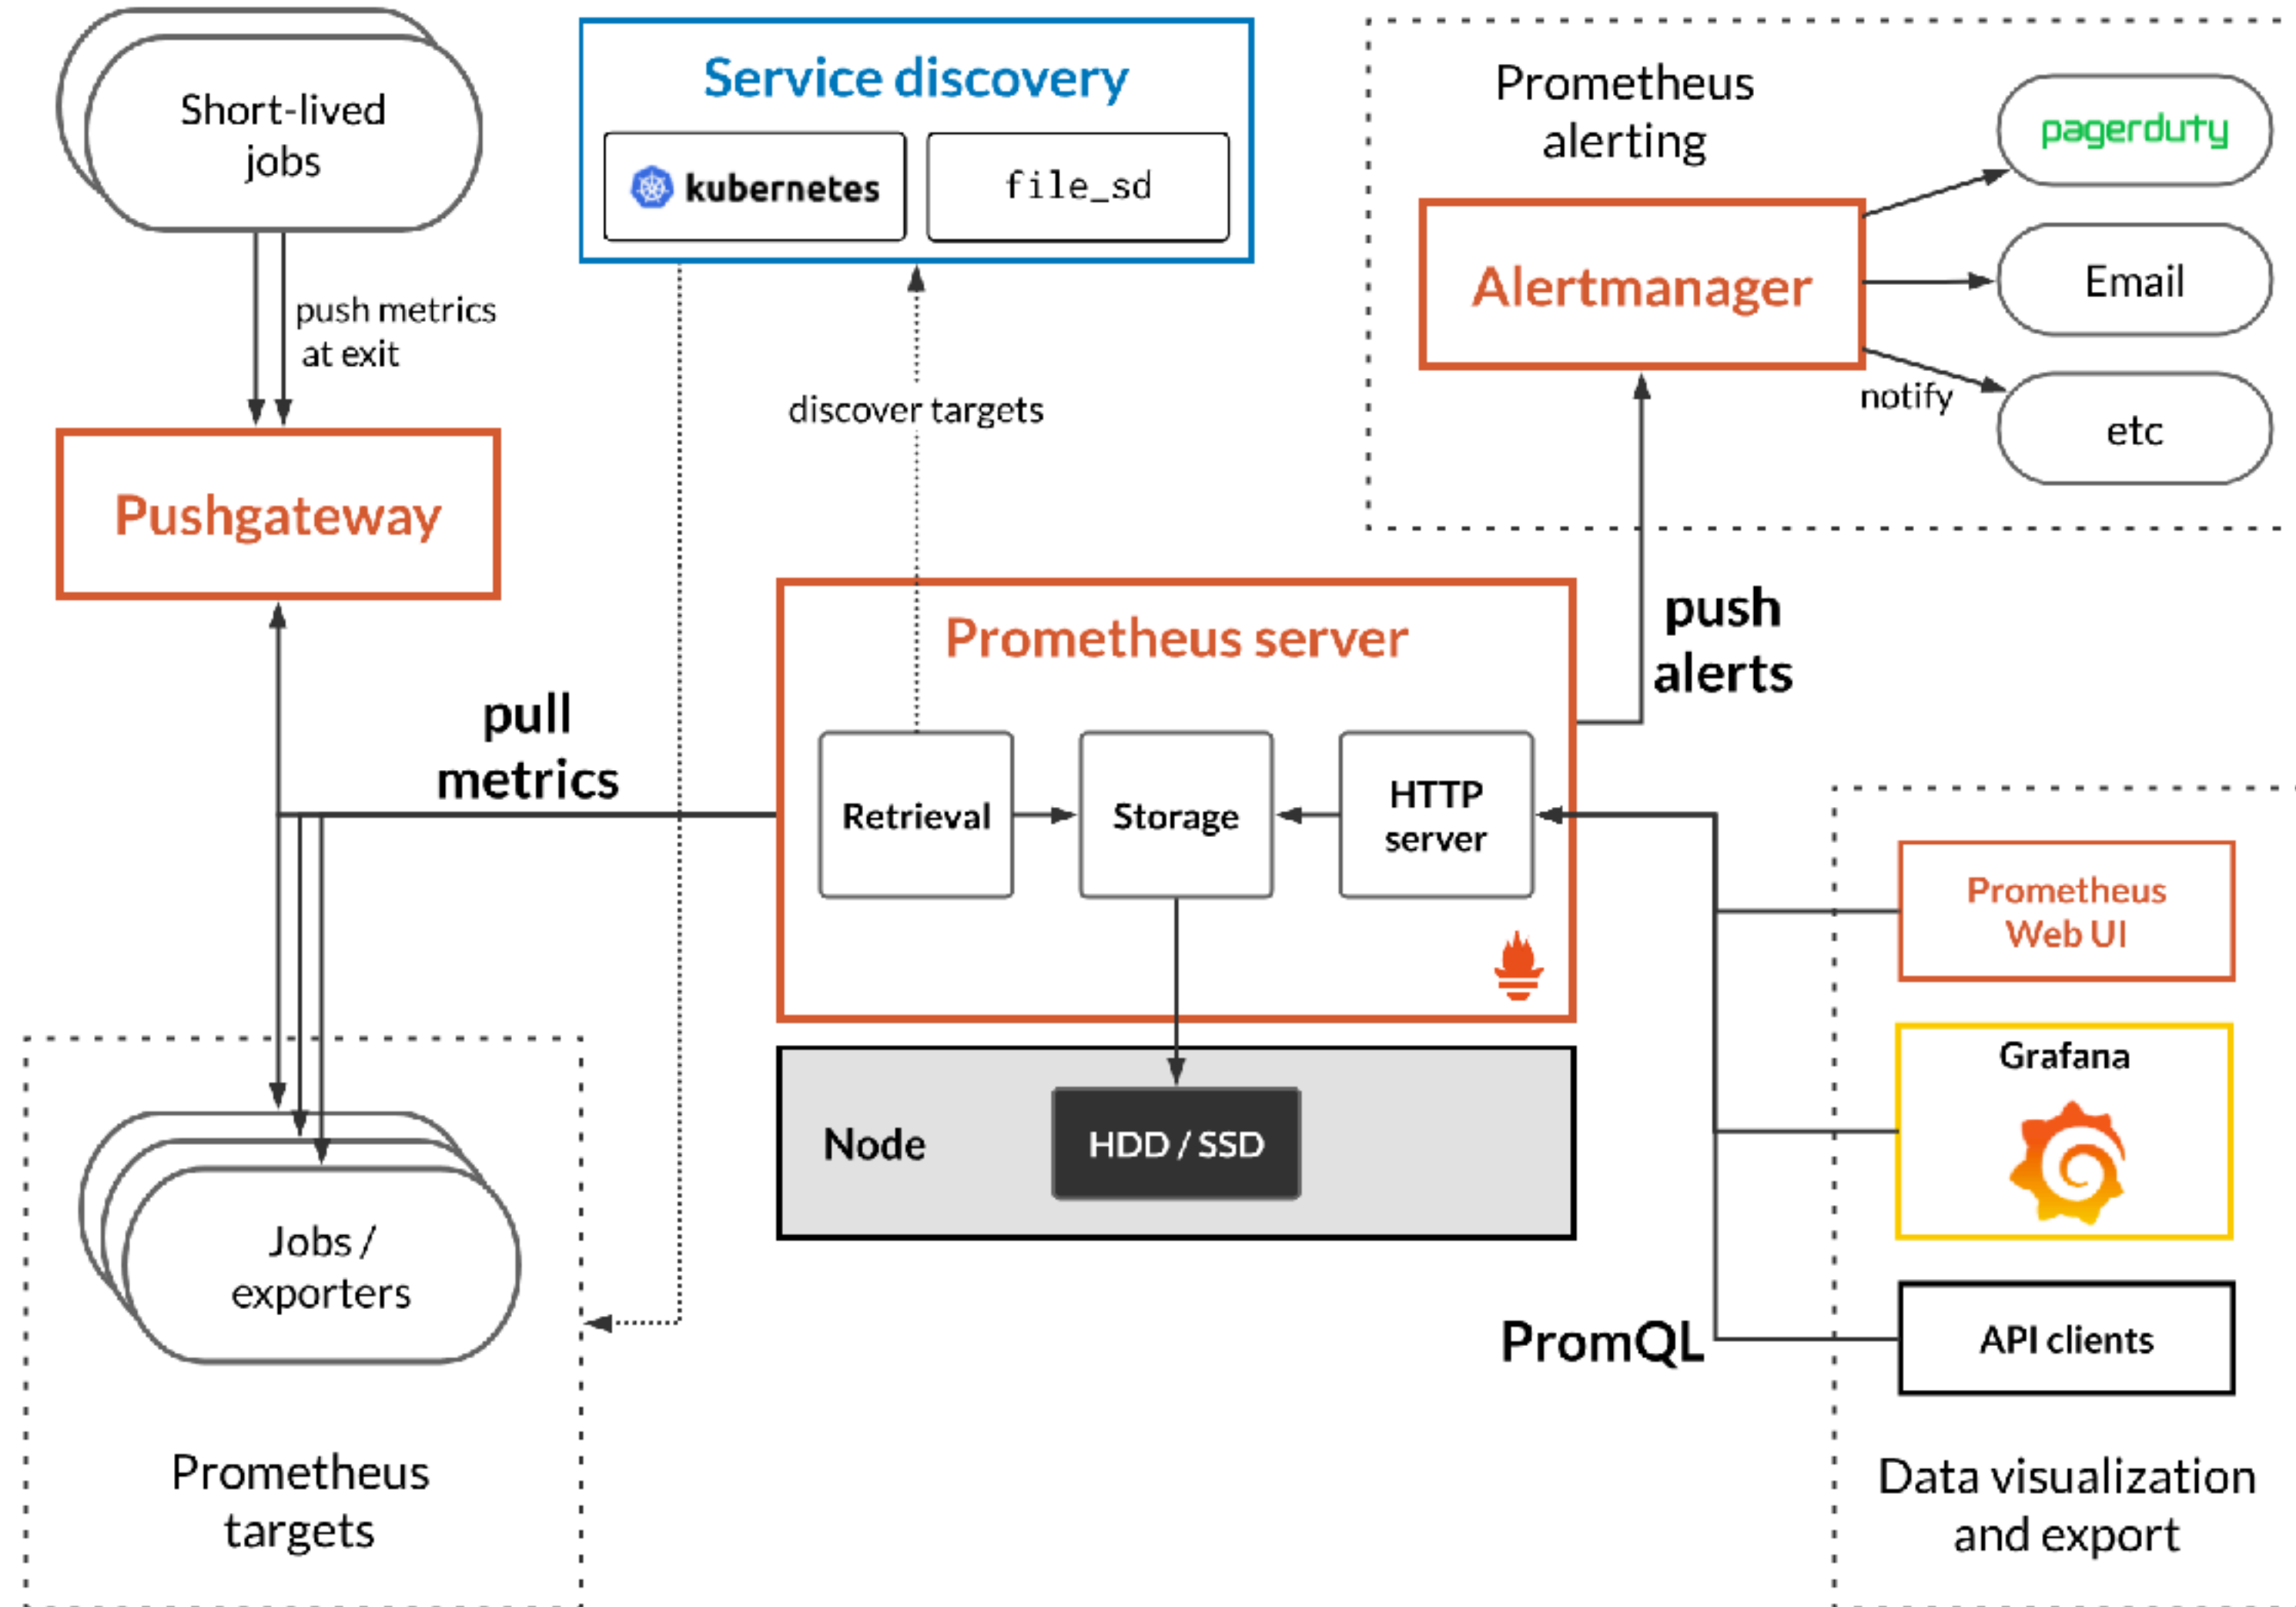 Short-lived
jobs
push metrics
at exit
Pushgateway
Service discovery
kubernetes
file_sd
discover targets
Prometheus
alerting
pagerduty
Alertmanager
Email
notify
etc
pull
metrics
Prometheus server
Retrieval
Storage
HTTP
server
push
alerts
Node
HDD / SSD
Jobs /
exporters
Prometheus
targets
PromQL
Prometheus
Web UI
Grafana
API clients
Data visualization
and export